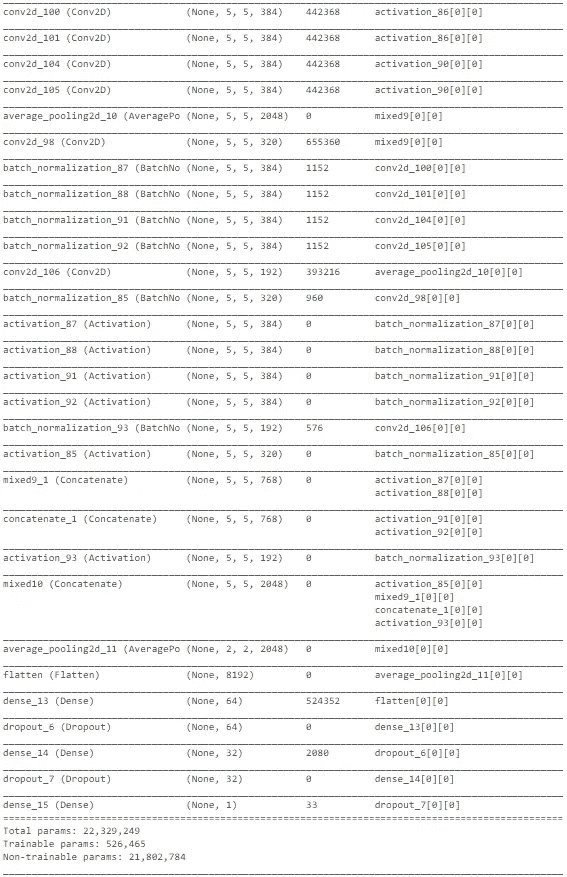 conv2d_100 (Conv2D) (None, 5, 5, 384) 442368 activation_86[0][0]
conv2d_101 (Conv2D) (None, 5, 5, 384) 442368 activation_86[0][0]
conv2d_104 (Conv2D) (None, 5, 5, 384) 442368 activation_90[0][0]
conv2d_105 (Conv2D) (None, 5, 5, 384) 442368 activation_90[0][0]
average_pooling2d_10 (AveragePo (None, 5, 5, 2048) 0 mixed9[0][0]
conv2d_98 (Conv2D) (None, 5, 5, 320) 655360 mixed9[0][0]
batch_normalization_87 (BatchNo (None, 5, 5, 384) 1152 conv2d_100[0][0]
batch_normalization_88 (BatchNo (None, 5, 5, 384) 1152 conv2d_101[0][0]
batch_normalization_91 (BatchNo (None, 5, 5, 384) 1152 conv2d_104[0][0]
batch_normalization_92 (BatchNo (None, 5, 5, 384) 1152 conv2d_105[0][0]
conv2d_106 (Conv2D) (None, 5, 5, 192) 393216 average_pooling2d_10[0][0]
batch_normalization_85 (BatchNo (None, 5, 5, 320) 960 conv2d_98[0][0]
activation_87 (Activation) (None, 5, 5, 384) 0 batch_normalization_87[0][0]
activation_88 (Activation) (None, 5, 5, 384) 0 batch_normalization_88[0][0]
activation_91 (Activation) (None, 5, 5, 384) 0 batch_normalization_91[0][0]
activation_92 (Activation) (None, 5, 5, 384) 0 batch_normalization_92[0][0]
batch_normalization_93 (BatchNo (None, 5, 5, 192) 576 conv2d_106[0][0]
activation_85 (Activation) (None, 5, 5, 320) 0 batch_normalization_85[0][0]
mixed9_1 (Concatenate) (None, 5, 5, 768) 0 activation_87[0][0]
activation_88[0][0]
concatenate_1 (Concatenate) (None, 5, 5, 768) 0 activation_91[0][0]
activation_92[0][0]
activation_93 (Activation) (None, 5, 5, 192) 0 batch_normalization_93[0][0]
mixed10 (Concatenate) (None, 5, 5, 2048) 0 activation_85[0][0]
mixed9_1[0][0]
concatenate_1[0][0]
activation_93[0][0]
average_pooling2d_11 (AveragePo (None, 2, 2, 2048) 0 mixed10[0][0]
flatten (Flatten) (None, 8192) 0 average_pooling2d_11[0][0]
dense_13 (Dense) (None, 64) 524352 flatten[0][0]
dropout_6 (Dropout) (None, 64) 0 dense_13[0][0]
dense_14 (Dense) (None, 32) 2080 dropout_6[0][0]
dropout_7 (Dropout) (None, 32) 0 dense_14[0][0]
dense_15 (Dense) (None, 1) 33 dropout_7[0][0]
Total params: 22,329,249
Trainable params: 526,465
Non-trainable params: 21,802,784